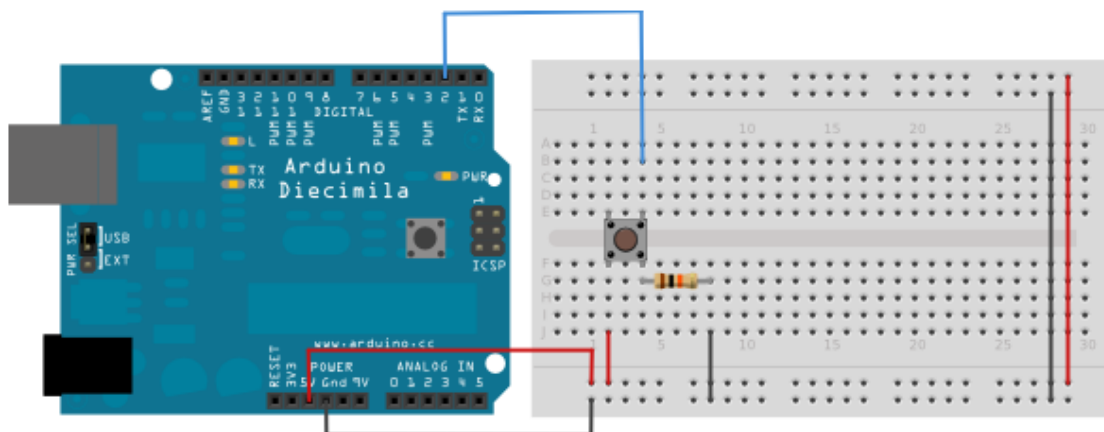 AREF
GND
13
12
11
10
9
8
7
6
5
4
3
2
TX 1
RX 0
PWM
PWM
PWM
PWM
PWM
PWM
DIGITAL
L
TX
RX
Arduino
Diecimila
PWR
1
ICSP
PWR SEL
USB
EXT
www.arduino.cc
POWER
ANALOG IN
RESET
3V3
5V Gnd 9V
0 1 2 3 4 5
1 5 10 15 20 25 30
A
B
C
D
E
F
G
H
I
J
1 5 10 15 20 25 30